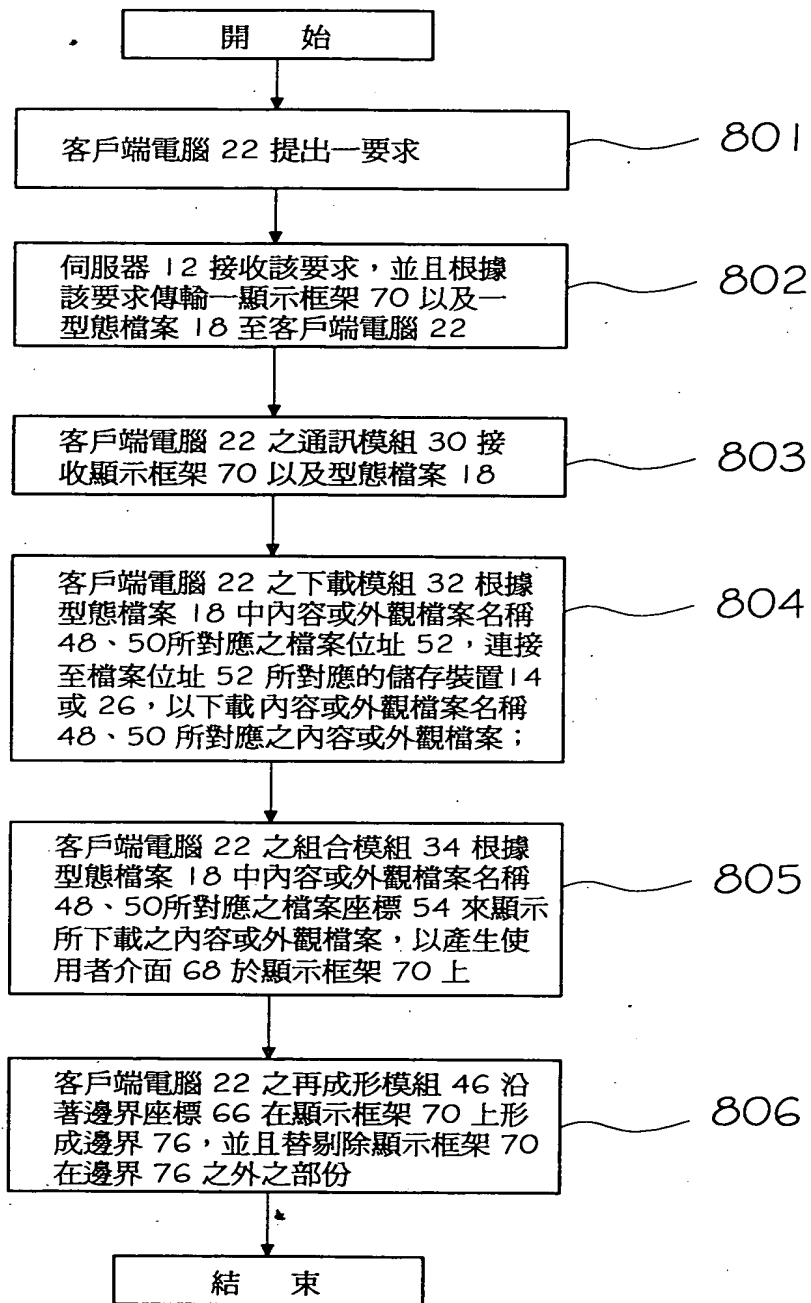 開 始
客戶端電腦 22 提出一要求
801
伺服器 12 接收該要求,並且根據
該要求傳輸一顯示框架 70 以及一
型態檔案 18 至客戶端電腦 22
802
客戶端電腦 22 之通訊模組 30 接
收顯示框架 70 以及型態檔案 18
803
客戶端電腦 22 之下載模組 32 根據
型態檔案 18 中內容或外觀檔案名稱
48、50所對應之檔案位址 52,連接
至檔案位址 52 所對應的儲存裝置14
或 26,以下載內容或外觀檔案名稱
48、50 所對應之內容或外觀檔案;
804
客戶端電腦 22 之組合模組 34 根據
型態檔案 18 中內容或外觀檔案名稱
48、50所對應之檔案座標 54 來顯示
所下載之內容或外觀檔案,以產生使
用者介面 68 於顯示框架 70 上
805
客戶端電腦 22 之再成形模組 46 沿
著邊界座標 66 在顯示框架 70 上形
成邊界 76,並且替剔除顯示框架 70
在邊界 76 之外之部份
806
結 束